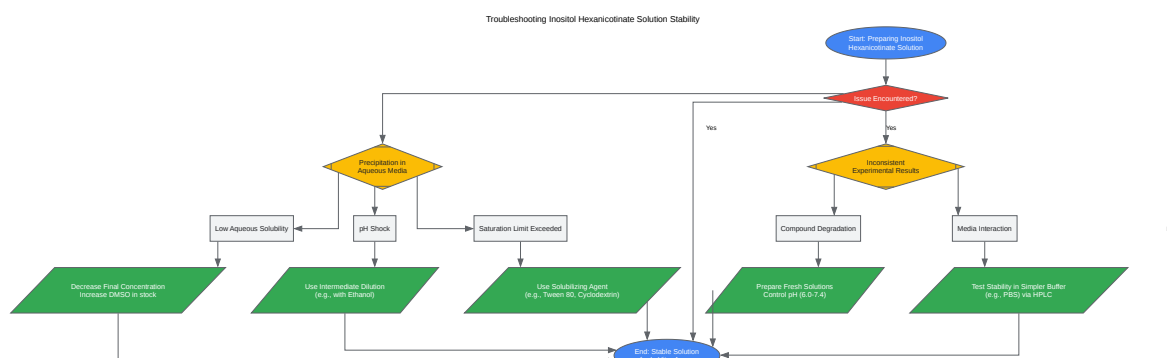 Troubleshooting Inositol Hexanicotinate Solution Stability
Start: Preparing Inositol
Hexanicotinate Solution
Issue Encountered?
Yes
Yes
Precipitation in
Aqueous Media
Inconsistent
Experimental Results
Low Aqueous Solubility
pH Shock
Saturation Limit Exceeded
Compound Degradation
Media Interaction
Decrease Final Concentration
Increase DMSO in stock
Use Intermediate Dilution
(e.g., with Ethanol)
Use Solubilizing Agent
(e.g., Tween 80, Cyclodextrin)
Prepare Fresh Solutions
Control pH (6.0-7.4)
Test Stability in Simpler Buffer
(e.g., PBS) via HPLC
End: Stable Solution